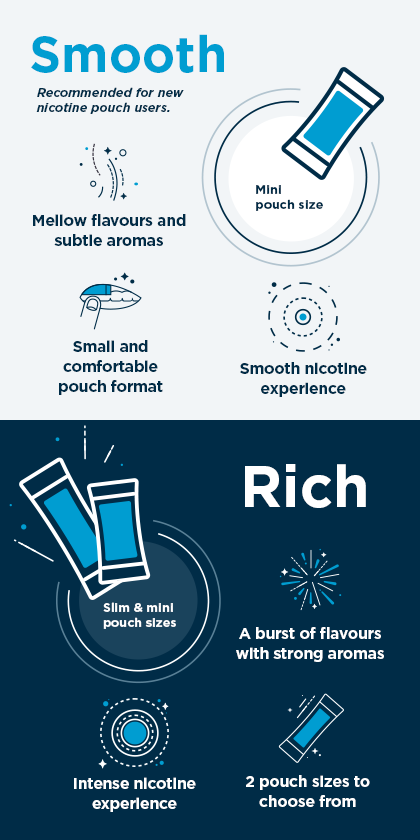 Smooth
Recommended for new
nicotine pouch users.
Mini
pouch size
Mellow flavours and
subtle aromas
Small and
comfortable
pouch format
Smooth nicotine
experience
Rich
Slim & mini
pouch sizes
A burst of flavours
with strong aromas
Intense nicotine
experience
2 pouch sizes to
choose from